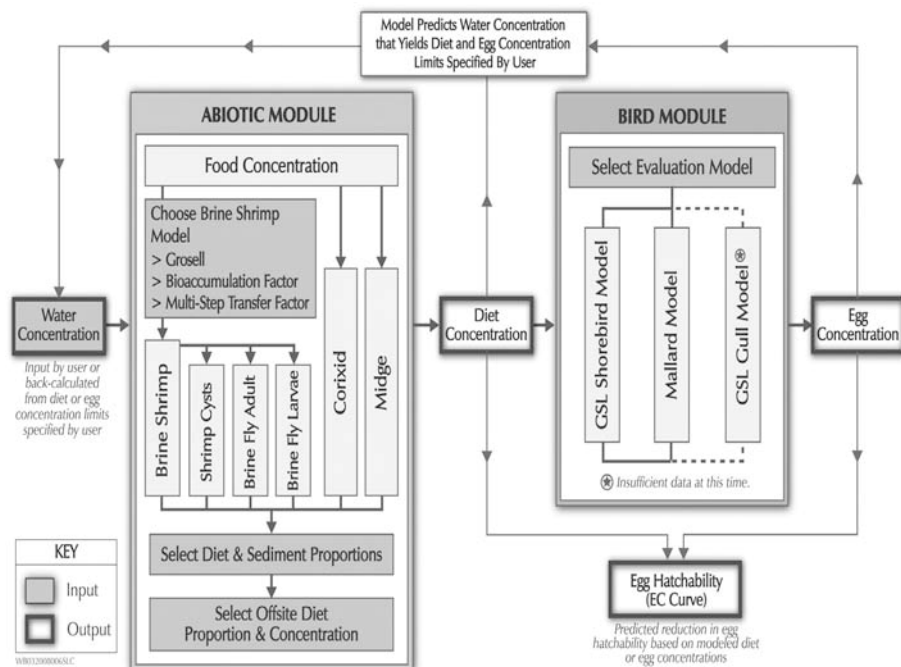 Model Predicts Water Concentration
that Yields Diet and Egg Concentration
Limits Specified By User
ABIOTIC MODULE
Food Concentration
Choose Brine Shrimp
Model
> Grosell
> Bioaccumulation Factor
> Multi-Step Transfer Factor
Brine Shrimp
Shrimp Cysts
Brine Fly Adult
Brine Fly Larvae
Corixid
Midge
Select Diet & Sediment Proportions
Select Offsite Diet
Proportion & Concentration
Water
Concentration
Input by user or
back-calculated
from diet or egg
concentration limits
specified by user
Diet
Concentration
BIRD MODULE
Select Evaluation Model
GSL Shorebird Model
Mallard Model
GSL Gull Model⍟
⍟ Insufficient data at this time.
Egg
Concentration
Egg Hatchability
(EC Curve)
Predicted reduction in egg
hatchability based on modeled diet
or egg concentrations
KEY
Input
Output
WB032008006SLC